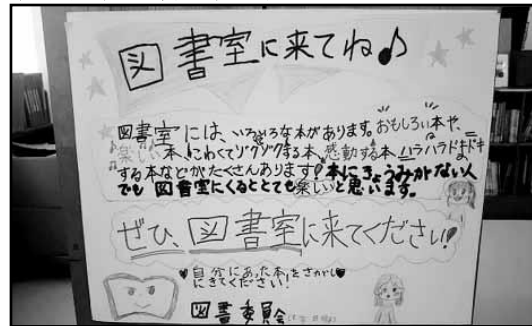 図書室に来てね♪
図書室には、いろいろな本があります。おもしろい本や、
楽しい本、こわくてゾクゾクする本、感動する本、ハラハラドキドキ
する本などがたくさんあります!本にきょうみがない人
でも図書室にくるととても楽しいと思います。
ぜひ、図書室に来てください!
♥自分にあった本をさがし♥
にきてください!
図書委員会